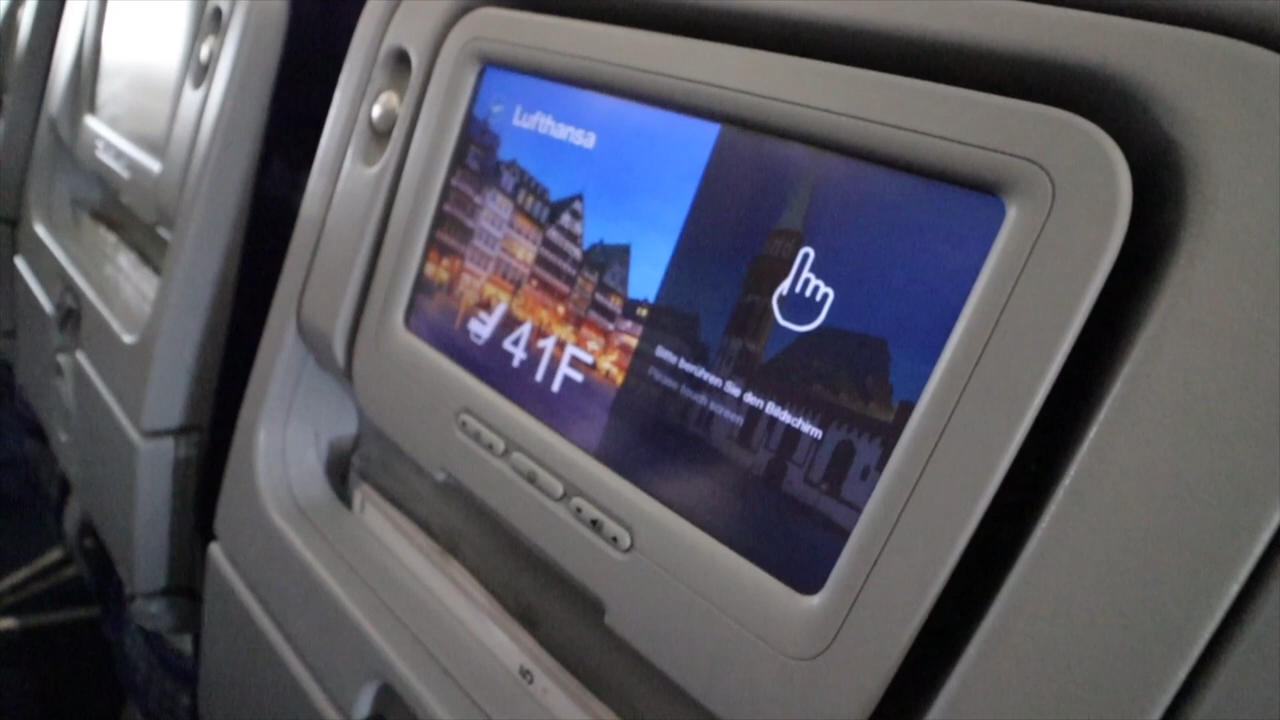 Lufthansa
41F
Bitte berühren Sie den Bildschirm
Please touch screen